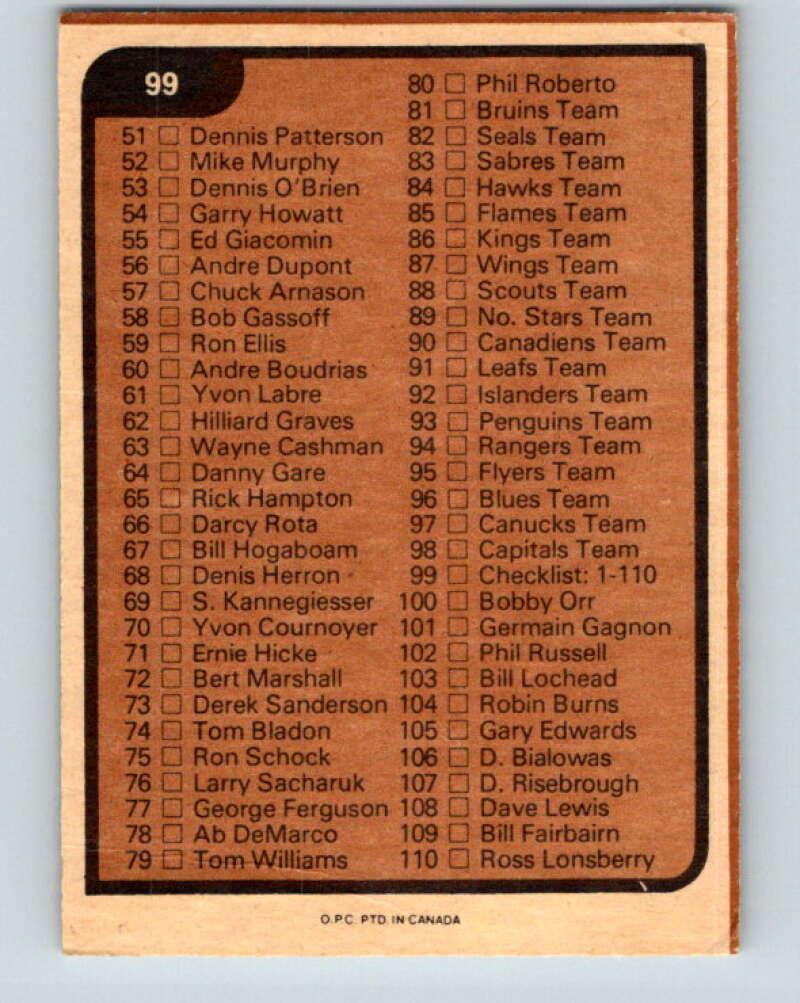 99
51 Dennis Patterson
52 Mike Murphy
53 Dennis O'Brien
54 Garry Howatt
55 Ed Giacomin
56 Andre Dupont
57 Chuck Arnason
58 Bob Gassoff
59 Ron Ellis
60 Andre Boudrias
61 Yvon Labre
62 Hilliard Graves
63 Wayne Cashman
64 Danny Gare
65 Rick Hampton
66 Darcy Rota
67 Bill Hogaboam
68 Denis Herron
69 S. Kannegiesser
70 Yvon Cournoyer
71 Ernie Hicke
72 Bert Marshall
73 Derek Sanderson
74 Tom Bladon
75 Ron Schock
76 Larry Sacharuk
77 George Ferguson
78 Ab DeMarco
79 Tom Williams
80 Phil Roberto
81 Bruins Team
82 Seals Team
83 Sabres Team
84 Hawks Team
85 Flames Team
86 Kings Team
87 Wings Team
88 Scouts Team
89 No. Stars Team
90 Canadiens Team
91 Leafs Team
92 Islanders Team
93 Penguins Team
94 Rangers Team
95 Flyers Team
96 Blues Team
97 Canucks Team
98 Capitals Team
99 Checklist: 1-110
100 Bobby Orr
101 Germain Gagnon
102 Phil Russell
103 Bill Lochead
104 Robin Burns
105 Gary Edwards
106 D. Bialowas
107 D. Risebrough
108 Dave Lewis
109 Bill Fairbairn
110 Ross Lonsberry
O.P.C. PTD. IN CANADA